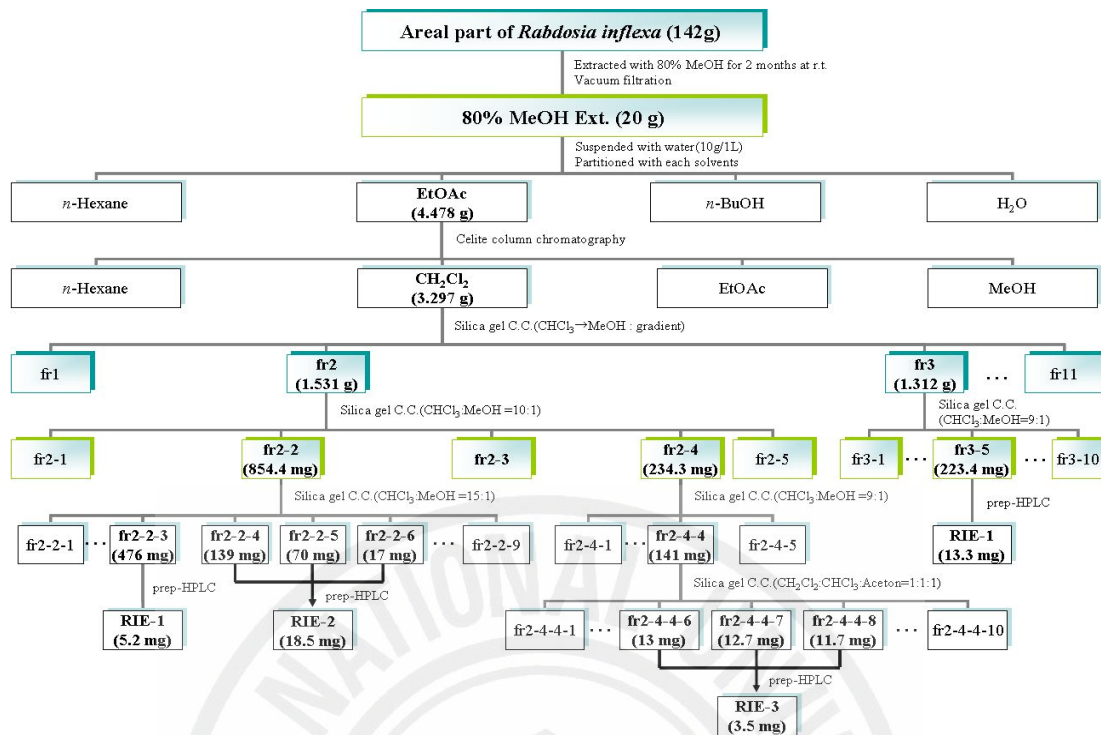 Areal part of Rabdosia inflexa (142g)
Extracted with 80% MeOH for 2 months at r.t.
Vacuum filtration
80% MeOH Ext. (20 g)
Suspended with water(10g/1L)
Partitioned with each solvents
n-Hexane
EtOAc
(4.478 g)
n-BuOH
H₂O
Celite column chromatography
n-Hexane
CH₂Cl₂
(3.297 g)
EtOAc
MeOH
Silica gel C.C.(CHCl₃→MeOH : gradient)
fr1
fr2
(1.531 g)
fr3
(1.312 g)
...
fr11
Silica gel C.C.(CHCl₃:MeOH =10:1)
Silica gel C.C.
(CHCl₃:MeOH=9:1)
fr2-1
fr2-2
(854.4 mg)
fr2-3
fr2-4
(234.3 mg)
fr2-5
fr3-1
...
fr3-5
(223.4 mg)
...
fr3-10
Silica gel C.C.(CHCl₃:MeOH =15:1)
Silica gel C.C.(CHCl₃:MeOH =9:1)
prep-HPLC
fr2-2-1
...
fr2-2-3
(476 mg)
fr2-2-4
(139 mg)
fr2-2-5
(70 mg)
fr2-2-6
(17 mg)
...
fr2-2-9
fr2-4-1
...
fr2-4-4
(141 mg)
fr2-4-5
RIE-1
(13.3 mg)
prep-HPLC
prep-HPLC
Silica gel C.C.(CH₂Cl₂:CHCl₃:Aceton=1:1:1)
RIE-1
(5.2 mg)
RIE-2
(18.5 mg)
fr2-4-4-1
...
fr2-4-4-6
(13 mg)
fr2-4-4-7
(12.7 mg)
fr2-4-4-8
(11.7 mg)
...
fr2-4-4-10
prep-HPLC
RIE-3
(3.5 mg)
NATIONAL